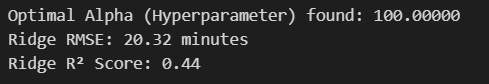 Optimal Alpha (Hyperparameter) found: 100.00000
Ridge RMSE: 20.32 minutes
Ridge R² Score: 0.44